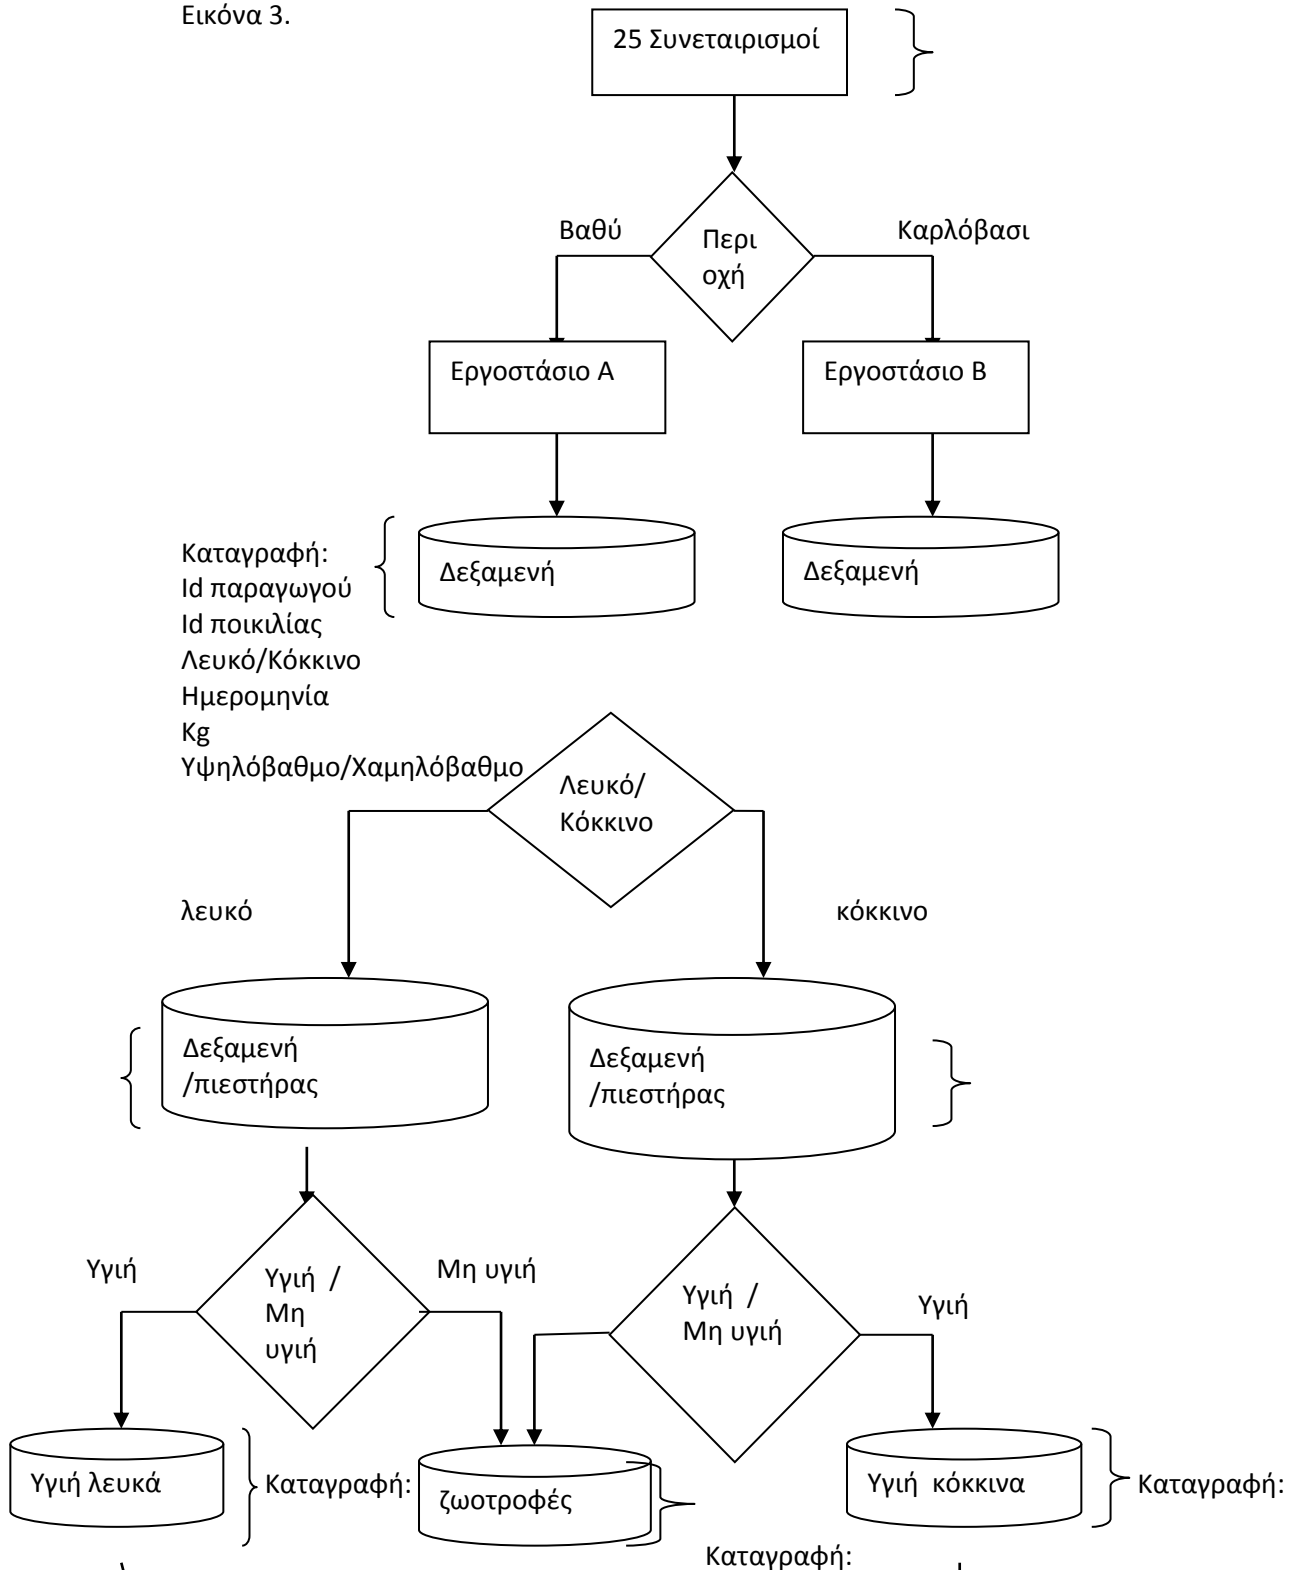 Εικόνα 3.
25 Συνεταιρισμοί
Βαθύ
Περι
οχή
Καρλόβασι
Εργοστάσιο Α
Εργοστάσιο Β
Καταγραφή:
Id παραγωγού
Id ποικιλίας
Λευκό/Κόκκινο
Ημερομηνία
Kg
Υψηλόβαθμο/Χαμηλόβαθμο
Δεξαμενή
Δεξαμενή
Λευκό/
Κόκκινο
λευκό
κόκκινο
Δεξαμενή
/πιεστήρας
Δεξαμενή
/πιεστήρας
Υγιή
Υγιή /
Μη
υγιή
Μη υγιή
Υγιή /
Μη υγιή
Υγιή
Υγιή λευκά
Καταγραφή:
ζωοτροφές
Καταγραφή:
Υγιή κόκκινα
Καταγραφή: